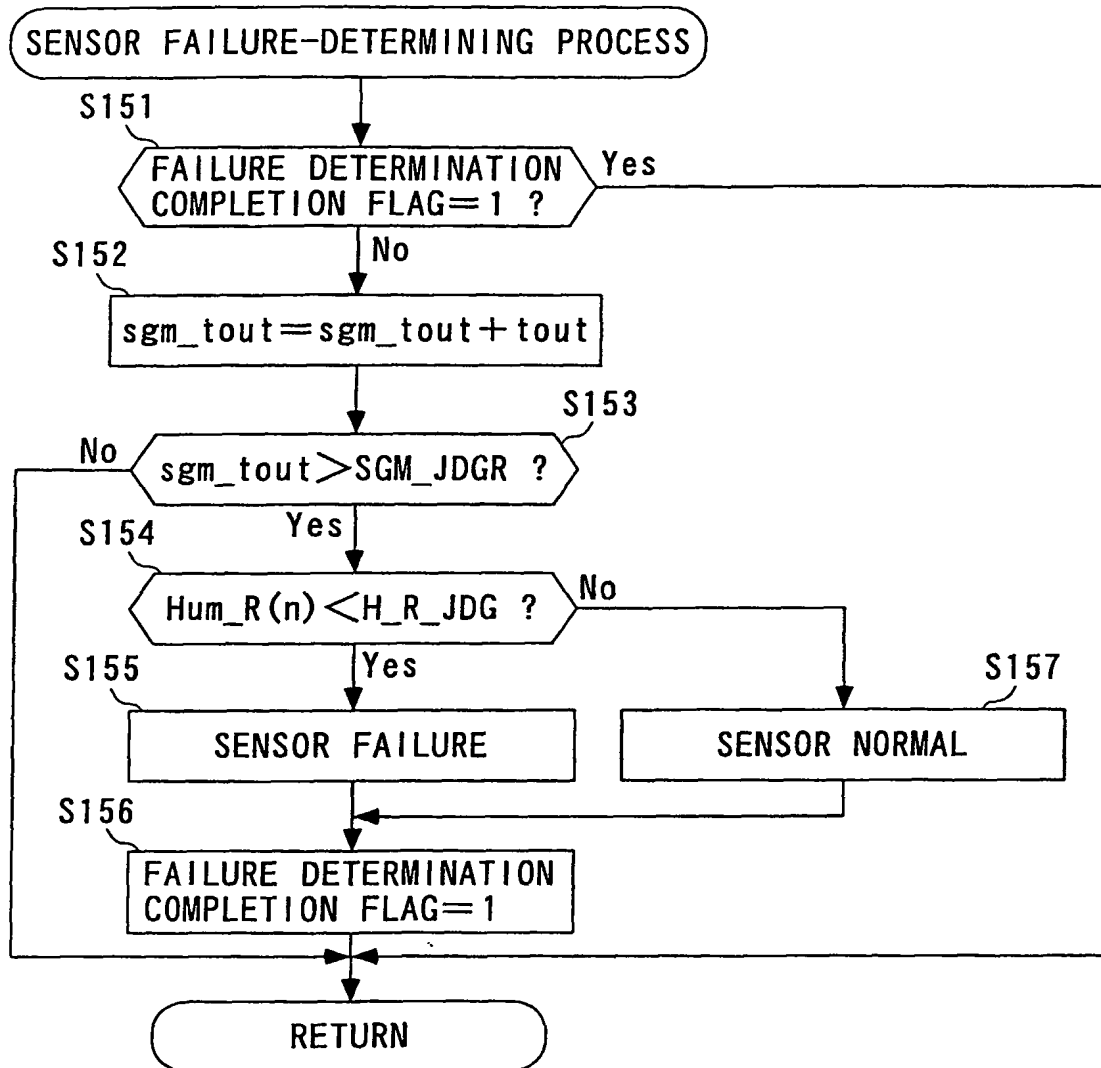 SENSOR FAILURE-DETERMINING PROCESS
S151
FAILURE DETERMINATION
COMPLETION FLAG=1 ?
Yes
No
S152
sgm_tout=sgm_tout+tout
S153
No
sgm_tout>SGM_JDGR ?
Yes
S154
No
Hum_R(n)<H_R_JDG ?
Yes
S155
S157
SENSOR FAILURE
SENSOR NORMAL
S156
FAILURE DETERMINATION
COMPLETION FLAG=1
RETURN